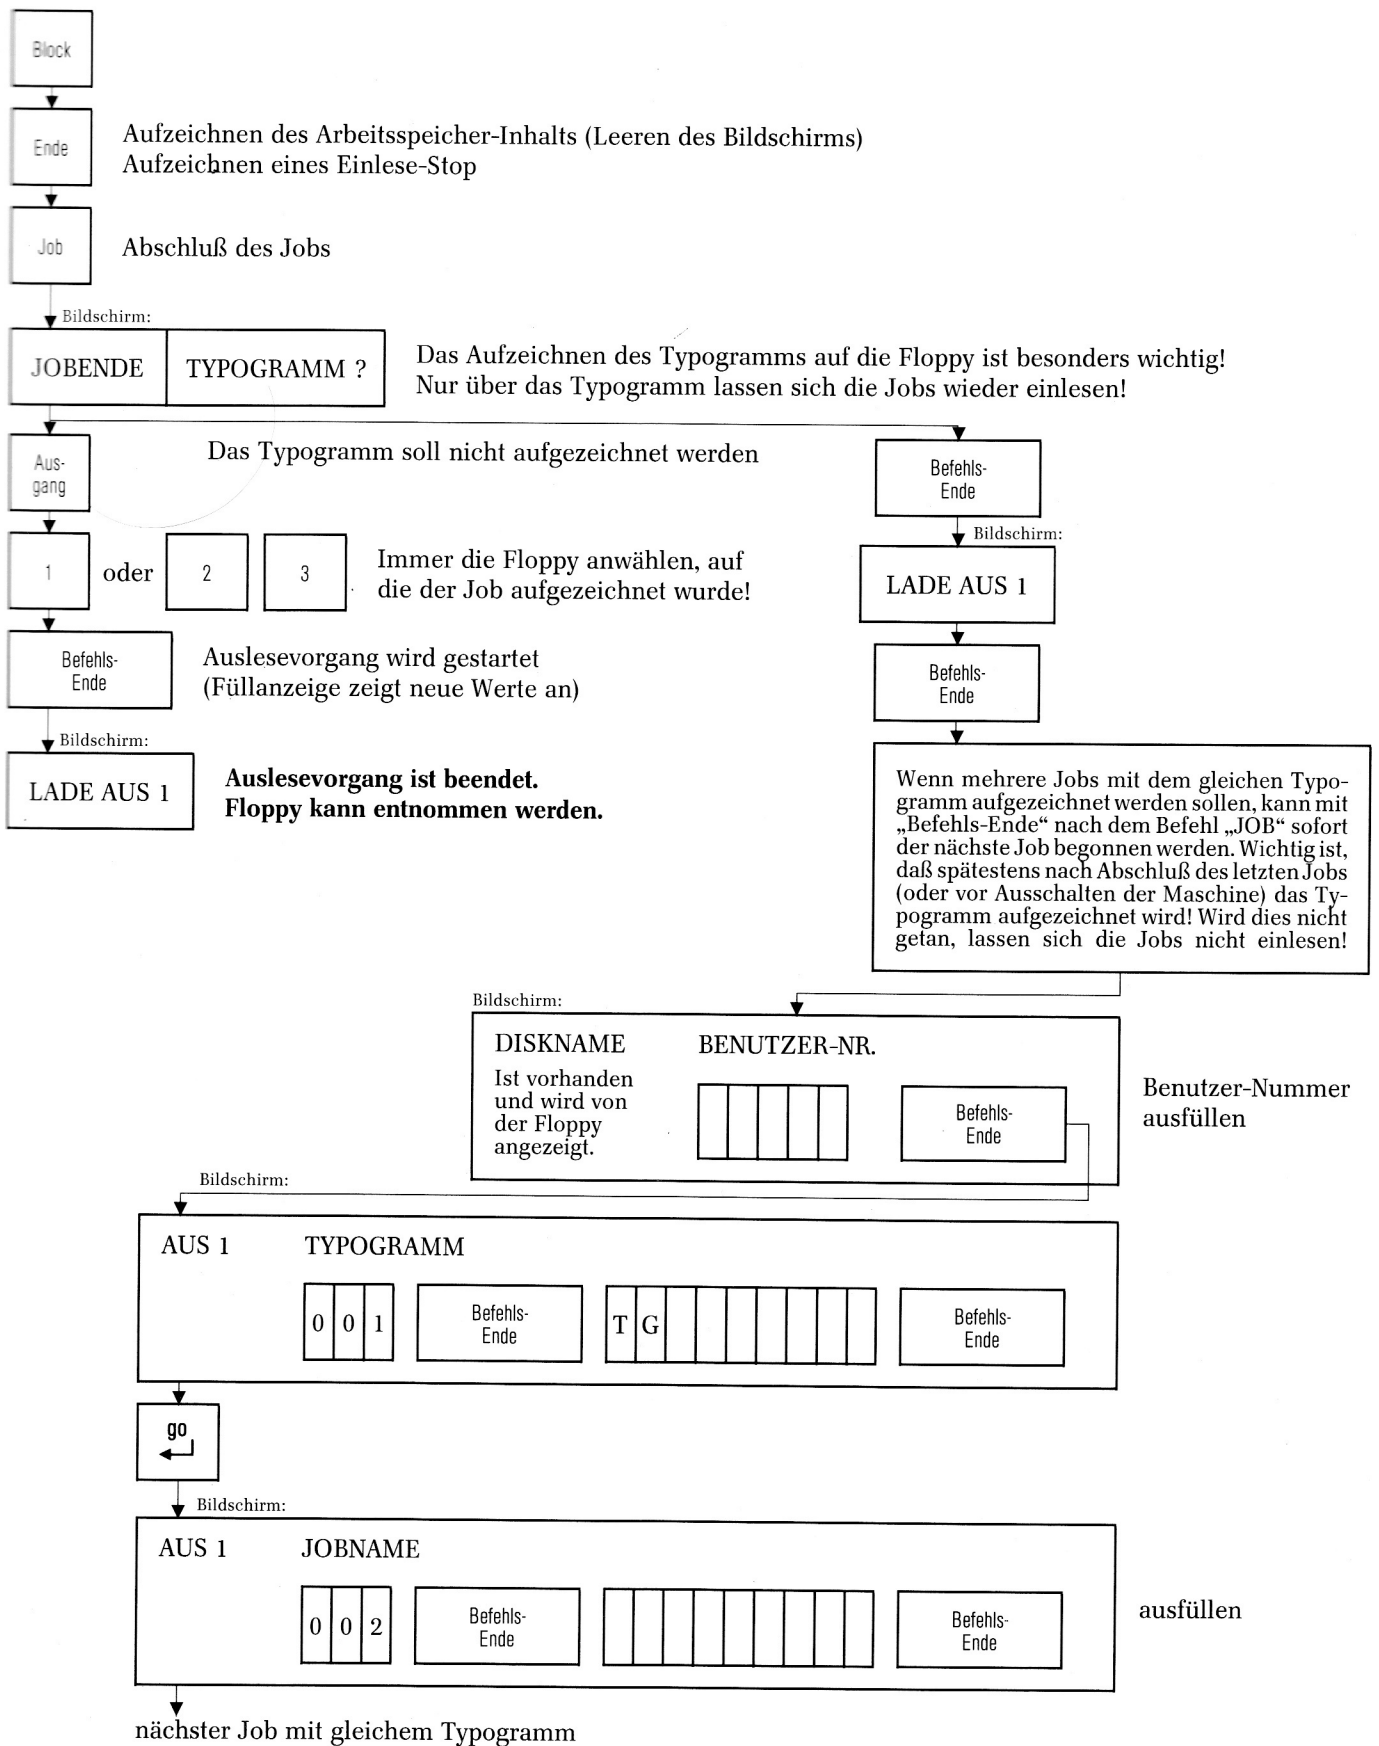 Block
Ende
Aufzeichnen des Arbeitsspeicher-Inhalts (Leeren des Bildschirms)
Aufzeichnen eines Einlese-Stop
Job
Abschluß des Jobs
Bildschirm:
JOBENDE
TYPOGRAMM ?
Das Aufzeichnen des Typogramms auf die Floppy ist besonders wichtig!
Nur über das Typogramm lassen sich die Jobs wieder einlesen!
Aus-
gang
Das Typogramm soll nicht aufgezeichnet werden
1
oder
2
3
Immer die Floppy anwählen, auf
die der Job aufgezeichnet wurde!
Befehls-
Ende
Auslesevorgang wird gestartet
(Füllanzeige zeigt neue Werte an)
Bildschirm:
LADE AUS 1
Auslesevorgang ist beendet.
Floppy kann entnommen werden.
Befehls-
Ende
Bildschirm:
LADE AUS 1
Befehls-
Ende
Wenn mehrere Jobs mit dem gleichen Typo-
gramm aufgezeichnet werden sollen, kann mit
„Befehls-Ende“ nach dem Befehl „JOB“ sofort
der nächste Job begonnen werden. Wichtig ist,
daß spätestens nach Abschluß des letzten Jobs
(oder vor Ausschalten der Maschine) das Ty-
pogramm aufgezeichnet wird! Wird dies nicht
getan, lassen sich die Jobs nicht einlesen!
Bildschirm:
DISKNAME
Ist vorhanden
und wird von
der Floppy
angezeigt.
BENUTZER-NR.
Befehls-
Ende
Benutzer-Nummer
ausfüllen
Bildschirm:
AUS 1
TYPOGRAMM
0 0 1
Befehls-
Ende
T G
Befehls-
Ende
go
Bildschirm:
AUS 1
JOBNAME
0 0 2
Befehls-
Ende
Befehls-
Ende
ausfüllen
nächster Job mit gleichem Typogramm